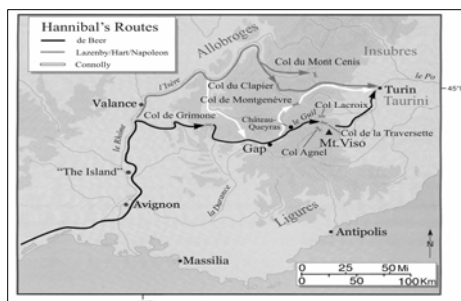 Hannibal's Routes
de Beer
Lazenby/Hart/Napoleon
Connolly
Allobroges
Insubres
Col du Mont Cenis
le Po
l'Isère
Col du Clapier
Turin
45°
Taurini
Valance
Col de Montgenèvre
Col de Grimone
Château-
Queyras
le Guil
Col Lacroix
le Rhône
Col de la Traversette
Mt.Viso
Gap
Col Agnel
"The Island"
la Durance
Ligures
Avignon
Antipolis
N
Massilia
0 25 50 Mi
0 50 100 Km